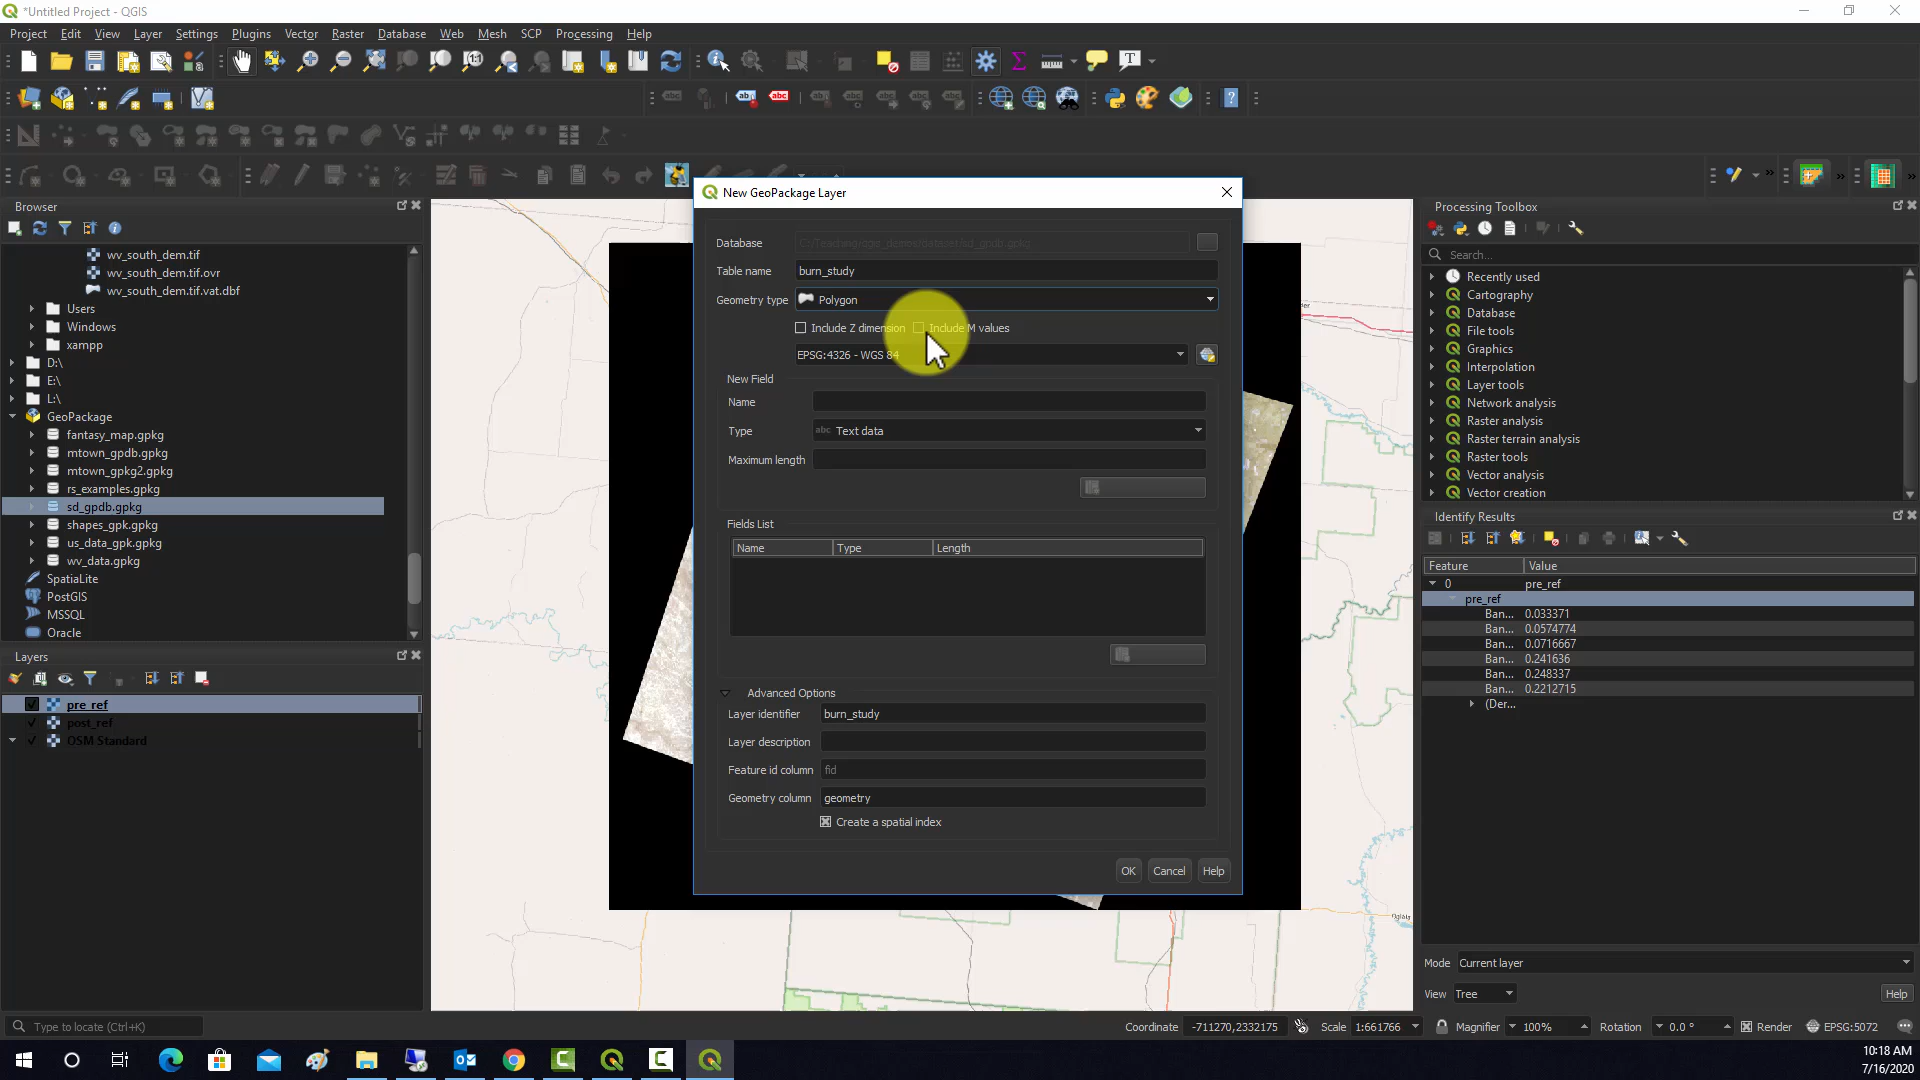 *Untitled Project - QGIS
Project Edit View Layer Settings Plugins Vector Raster Database Web Mesh SCP Processing Help
Browser
wv_south_dem.tif
wv_south_dem.tif.ovr
wv_south_dem.tif.vat.dbf
Users
Windows
xampp
D:\
E:\
L:\
GeoPackage
fantasy_map.gpkg
mtown_gpdb.gpkg
mtown_gpkg2.gpkg
rs_examples.gpkg
sd_gpdb.gpkg
shapes_gpk.gpkg
us_data_gpk.gpkg
wv_data.gpkg
SpatiaLite
PostGIS
MSSQL
Oracle
Layers
pre_ref
post_ref
OSM Standard
New GeoPackage Layer
Database
Table name burn_study
Geometry type Polygon
Include Z dimension Include M values
EPSG:4326 - WGS 84
New Field
Name
Type abc Text data
Maximum length
Fields List
Name Type Length
Advanced Options
Layer identifier burn_study
Layer description
Feature id column fid
Geometry column geometry
Create a spatial index
OK Cancel Help
Processing Toolbox
Search...
Recently used
Cartography
Database
File tools
Graphics
Interpolation
Layer tools
Network analysis
Raster analysis
Raster terrain analysis
Raster tools
Vector analysis
Vector creation
Identify Results
Feature Value
0 pre_ref
pre_ref
Ban... 0.033371
Ban... 0.0574774
Ban... 0.0716667
Ban... 0.241636
Ban... 0.248337
Ban... 0.2212715
(Der...
Mode Current layer
View Tree Help
Type to locate (Ctrl+K)
Coordinate -711270,2332175 Scale 1:661766 Magnifier 100% Rotation 0.0 ° Render EPSG:5072
10:18 AM
7/16/2020